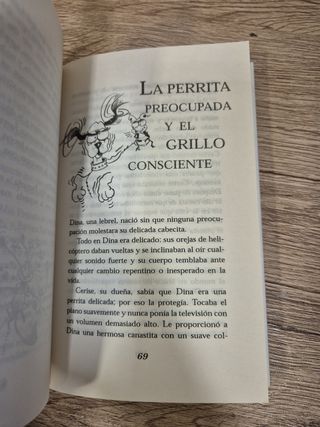 LA PERRITA
PREOCUPADA
Y EL
GRILLO
CONSCIENTE
Dina, una lebrel, nació sin que ninguna preocu-
pación molestara su delicada cabecita.
Todo en Dina era delicado: sus orejas de heli-
cóptero daban vueltas y se inclinaban al oír cual-
quier sonido fuerte y su cuerpo temblaba ante
cualquier cambio repentino o inesperado en la
vida.
Cerise, su dueña, sabía que Dina era una
perrita delicada; por eso la protegía. Tocaba el
piano suavemente y nunca ponía la televisión con
un volumen demasiado alto. Le proporcionó a
Dina una hermosa canastita con un suave col-
69